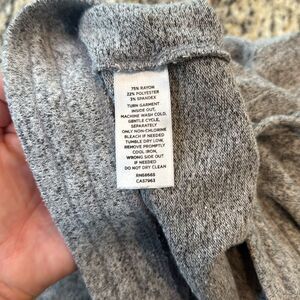 75% RAYON
22% POLYESTER
3% SPANDEX
TURN GARMENT
INSIDE OUT,
MACHINE WASH COLD,
GENTLE CYCLE,
SEPARATELY
ONLY NON-CHLORINE
BLEACH IF NEEDED
TUMBLE DRY LOW,
REMOVE PROMPTLY
COOL IRON,
WRONG SIDE OUT
IF NEEDED
DO NOT DRY CLEAN
RN66565
CA57963